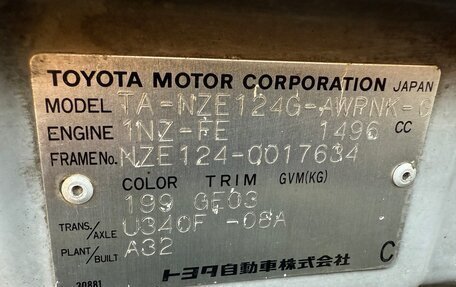 TOYOTA MOTOR CORPORATION JAPAN
MODEL TA-NZE124G-AWPNK-
ENGINE 1NZ-FE 1496 CC
FRAME No. NZE124-0017634
COLOR TRIM GVM(KG)
199 GF03
TRANS./AXLE U340F -08A
PLANT/BUILT A32
C
トヨタ自動車株式会社
30881